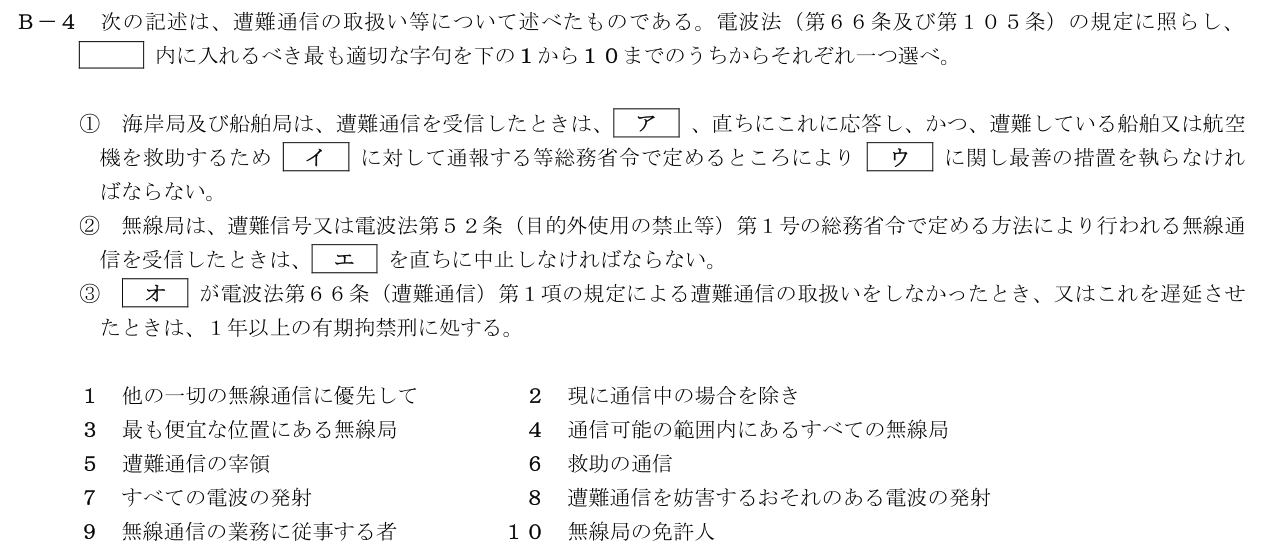 Ｂ－４　次の記述は、遭難通信の取扱い等について述べたものである。電波法（第６６条及び第１０５条）の規定に照らし、
内に入れるべき最も適切な字句を下の１から１０までのうちからそれぞれ一つ選べ。
①　海岸局及び船舶局は、遭難通信を受信したときは、 ア 、直ちにこれに応答し、かつ、遭難している船舶又は航空
機を救助するため イ に対して通報する等総務省令で定めるところにより ウ に関し最善の措置を執らなけれ
ばならない。
②　無線局は、遭難信号又は電波法第５２条（目的外使用の禁止等）第１号の総務省令で定める方法により行われる無線通
信を受信したときは、 エ を直ちに中止しなければならない。
③　 オ が電波法第６６条（遭難通信）第１項の規定による遭難通信の取扱いをしなかったとき、又はこれを遅延させ
たときは、１年以上の有期拘禁刑に処する。
１　他の一切の無線通信に優先して　２　現に通信中の場合を除き
３　最も便宜な位置にある無線局　４　通信可能の範囲内にあるすべての無線局
５　遭難通信の宰領　６　救助の通信
７　すべての電波の発射　８　遭難通信を妨害するおそれのある電波の発射
９　無線通信の業務に従事する者　１０　無線局の免許人